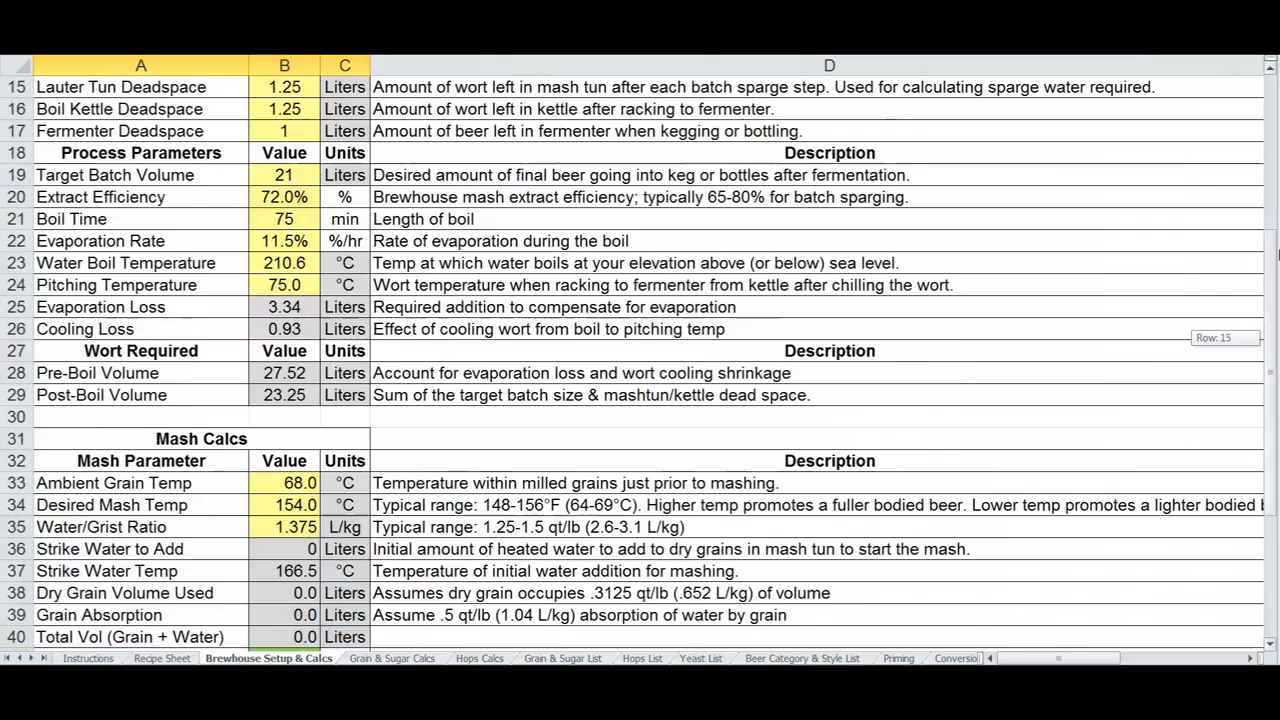 A B C D
15 Lauter Tun Deadspace 1.25 Liters Amount of wort left in mash tun after each batch sparge step. Used for calculating sparge water required.
16 Boil Kettle Deadspace 1.25 Liters Amount of wort left in kettle after racking to fermenter.
17 Fermenter Deadspace 1 Liters Amount of beer left in fermenter when kegging or bottling.
18 Process Parameters Value Units Description
19 Target Batch Volume 21 Liters Desired amount of final beer going into keg or bottles after fermentation.
20 Extract Efficiency 72.0% % Brewhouse mash extract efficiency; typically 65-80% for batch sparging.
21 Boil Time 75 min Length of boil
22 Evaporation Rate 11.5% %/hr Rate of evaporation during the boil
23 Water Boil Temperature 210.6 °C Temp at which water boils at your elevation above (or below) sea level.
24 Pitching Temperature 75.0 °C Wort temperature when racking to fermenter from kettle after chilling the wort.
25 Evaporation Loss 3.34 Liters Required addition to compensate for evaporation
26 Cooling Loss 0.93 Liters Effect of cooling wort from boil to pitching temp
Row: 15
27 Wort Required Value Units Description
28 Pre-Boil Volume 27.52 Liters Account for evaporation loss and wort cooling shrinkage
29 Post-Boil Volume 23.25 Liters Sum of the target batch size & mashtun/kettle dead space.
30
31 Mash Calcs
32 Mash Parameter Value Units Description
33 Ambient Grain Temp 68.0 °C Temperature within milled grains just prior to mashing.
34 Desired Mash Temp 154.0 °C Typical range: 148-156°F (64-69°C). Higher temp promotes a fuller bodied beer. Lower temp promotes a lighter bodied b
35 Water/Grist Ratio 1.375 L/kg Typical range: 1.25-1.5 qt/lb (2.6-3.1 L/kg)
36 Strike Water to Add 0 Liters Initial amount of heated water to add to dry grains in mash tun to start the mash.
37 Strike Water Temp 166.5 °C Temperature of initial water addition for mashing.
38 Dry Grain Volume Used 0.0 Liters Assumes dry grain occupies .3125 qt/lb (.652 L/kg) of volume
39 Grain Absorption 0.0 Liters Assume .5 qt/lb (1.04 L/kg) absorption of water by grain
40 Total Vol (Grain + Water) 0.0 Liters
Instructions Recipe Sheet Brewhouse Setup & Calcs Grain & Sugar Calcs Hops Calcs Grain & Sugar List Hops List Yeast List Beer Category & Style List Priming Conversio